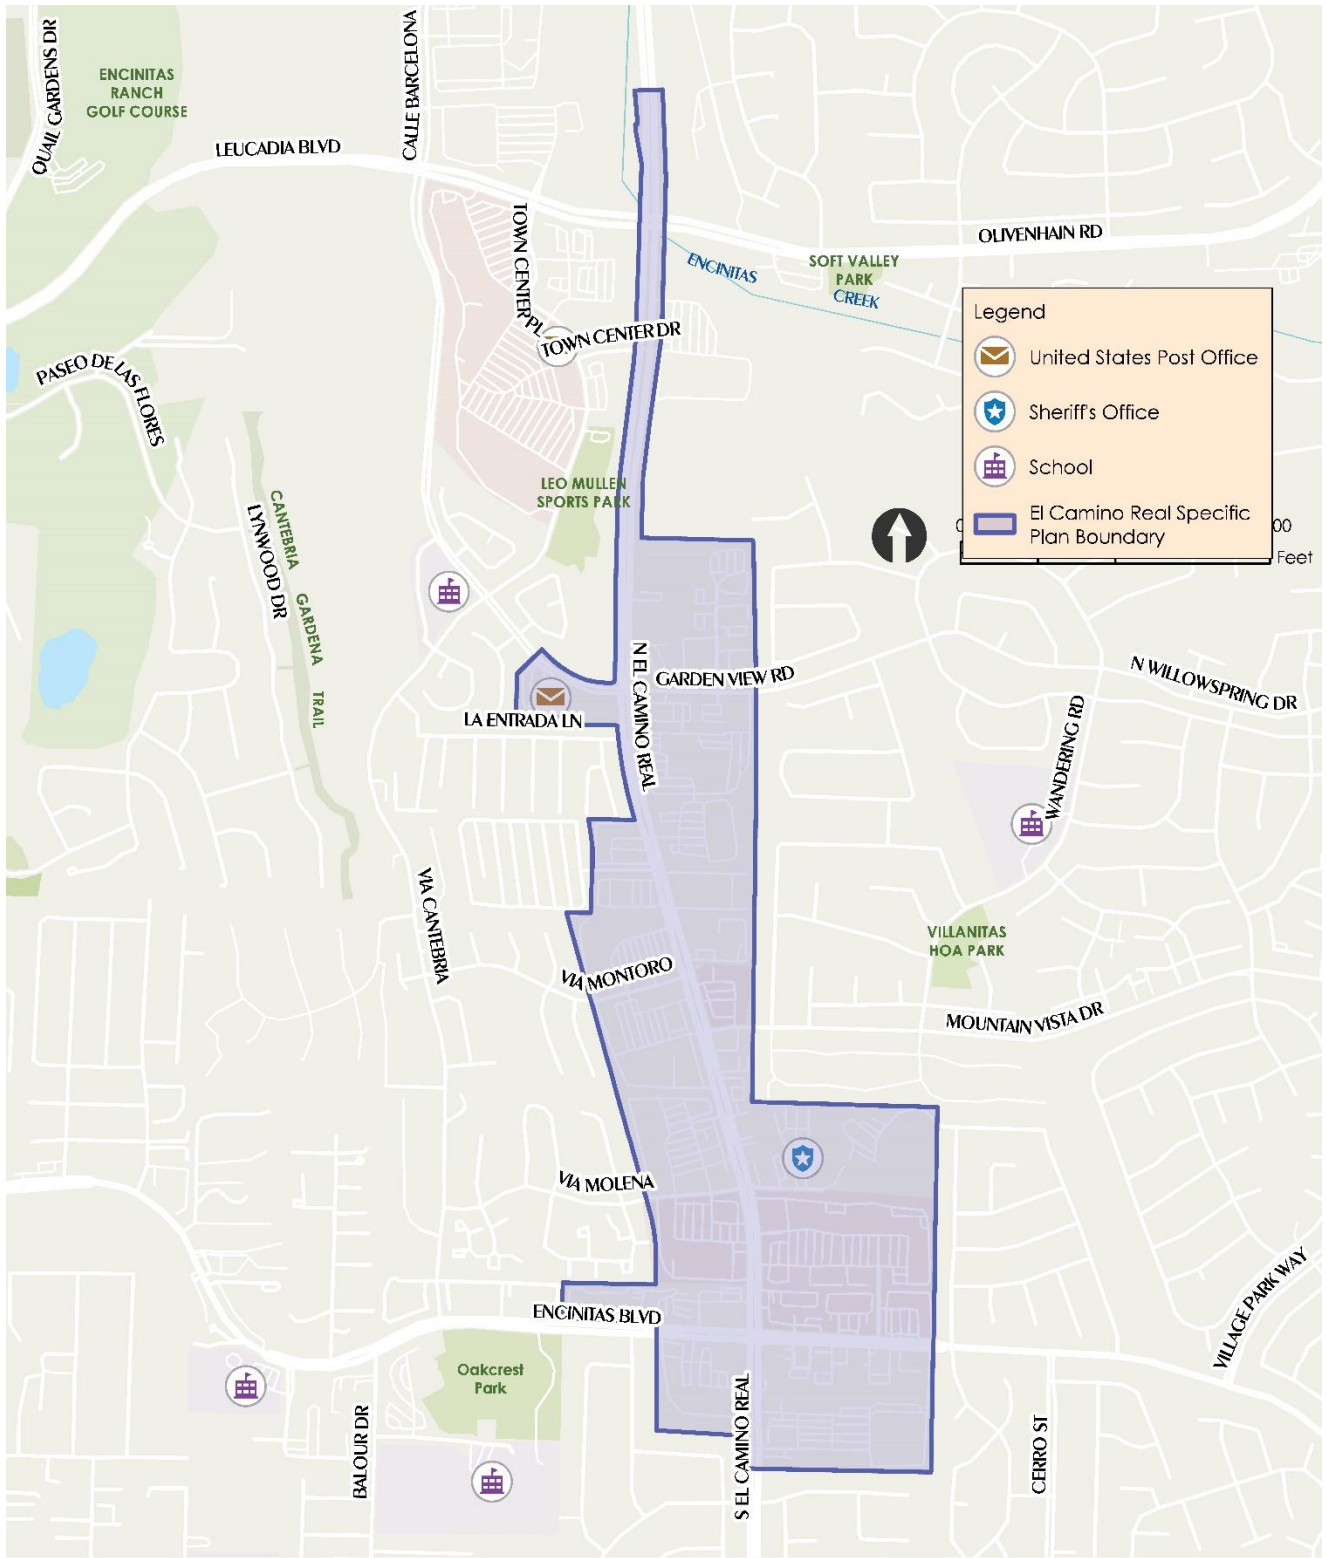 QUAIL GARDENS DR
ENCINITAS
RANCH
GOLF COURSE
CALLE BARCELONA
LEUCADIA BLVD
TOWN CENTER PL
OLIVENHAIN RD
ENCINITAS
CREEK
SOFT VALLEY
PARK
TOWN CENTER DR
Legend
United States Post Office
Sheriff's Office
School
El Camino Real Specific
Plan Boundary
00
Feet
PASEO DE LAS FLORES
LEO MULLEN
SPORTS PARK
CANTEBRIA
GARDENA
TRAIL
LYNWOOD DR
N EL CAMINO REAL
GARDEN VIEW RD
N WILLOWSPRING DR
LA ENTRADA LN
WANDERING RD
VIA CANTEBRIA
VILLANITAS
HOA PARK
VIA MONTORO
MOUNTAIN VISTA DR
VIA MOLENA
VILLAGE PARK WAY
ENCINITAS BLVD
Oakcrest
Park
BALOUR DR
S EL CAMINO REAL
CERRO ST